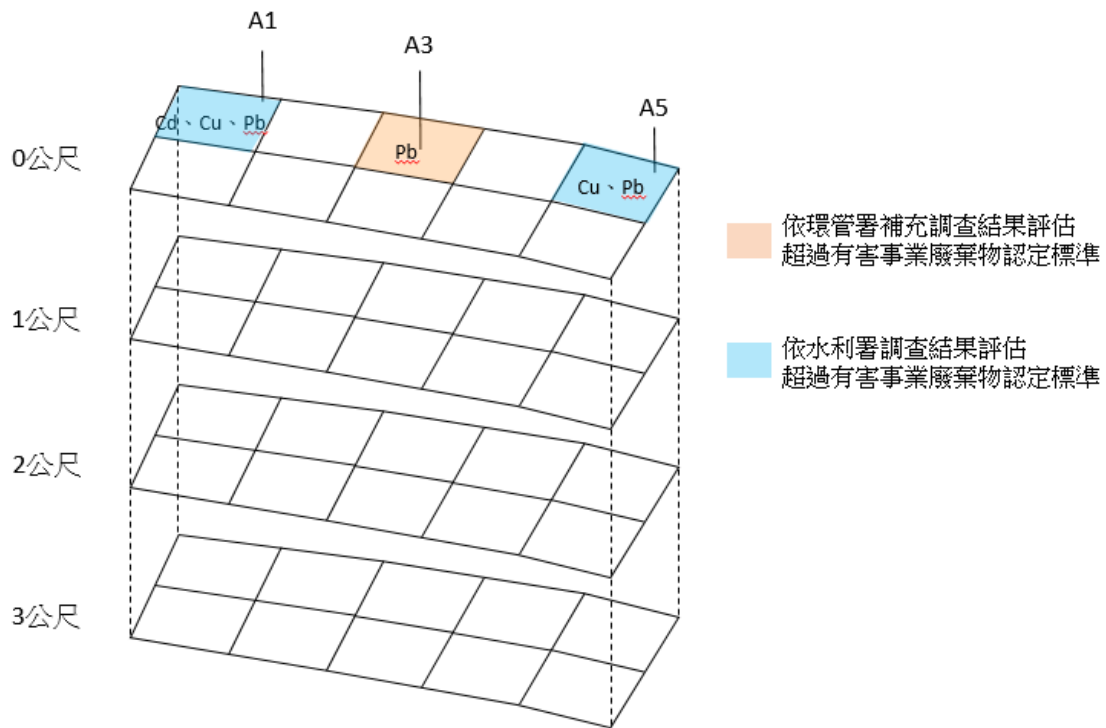 A1
A3
A5
Cd、Cu、Pb
Pb
Cu、Pb
0公尺
1公尺
2公尺
3公尺
依環管署補充調查結果評估
超過有害事業廢棄物認定標準
依水利署調查結果評估
超過有害事業廢棄物認定標準